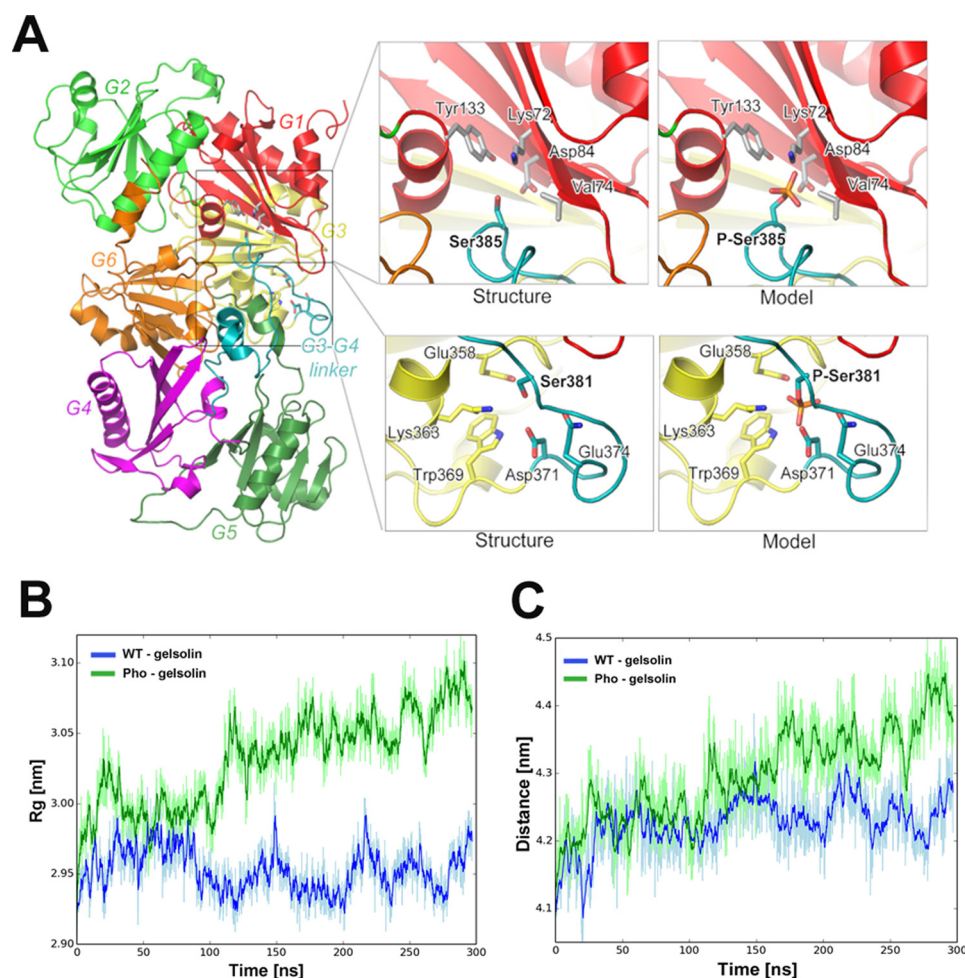 A
G2
G1
G3
G6
G3-G4
linker
G4
G5
Tyr133
Lys72
Asp84
Val74
Ser385
Structure
Tyr133
Lys72
Asp84
Val74
P-Ser385
Model
Glu358
Ser381
Lys363
Glu374
Trp369
Asp371
Structure
Glu358
P-Ser381
Lys363
Glu374
Trp369
Asp371
Model
B
WT - gelsolin
Pho - gelsolin
3.10
3.05
3.00
2.95
2.90
Rg [nm]
0 50 100 150 200 250 300
Time [ns]
C
WT - gelsolin
Pho - gelsolin
4.5
4.4
4.3
4.2
4.1
Distance [nm]
0 50 100 150 200 250 300
Time [ns]